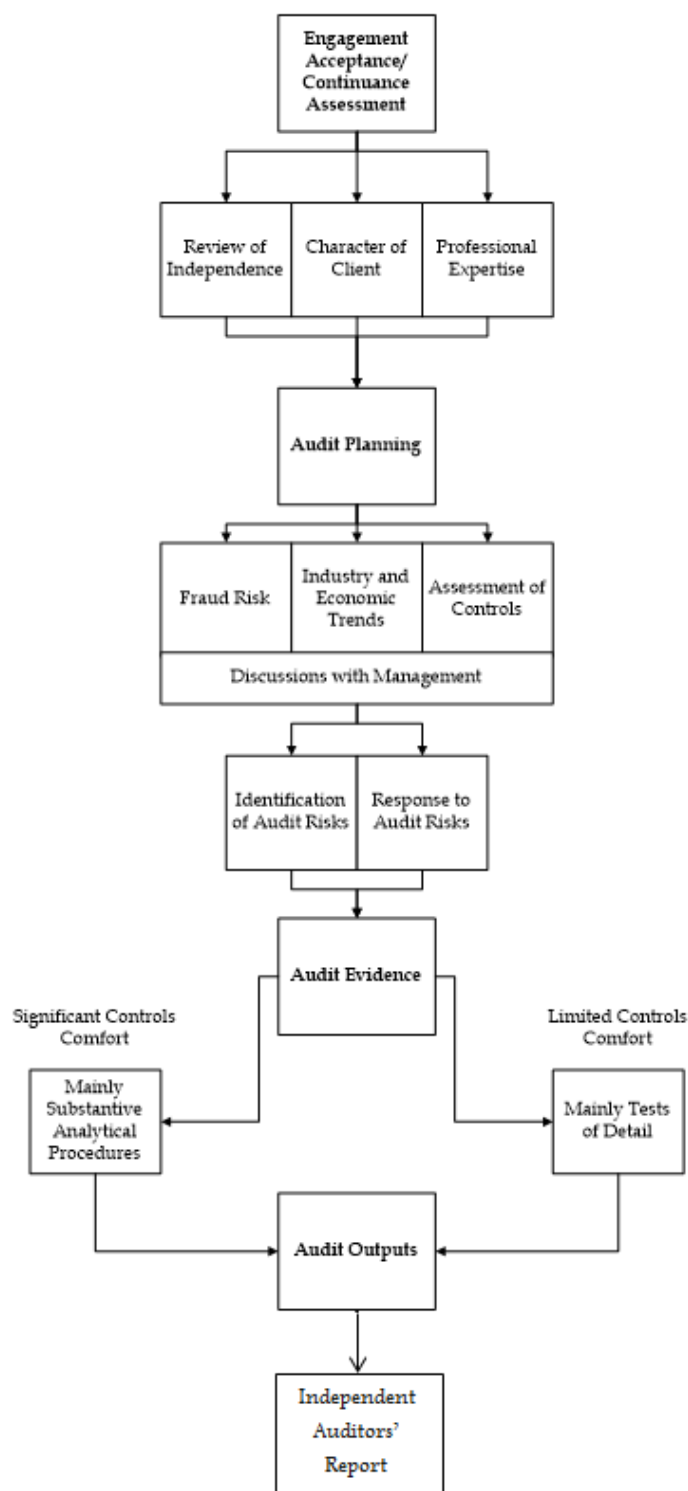 Engagement
Acceptance/
Continuance
Assessment
Review of
Independence
Character of
Client
Professional
Expertise
Audit Planning
Fraud Risk
Industry and
Economic
Trends
Assessment of
Controls
Discussions with Management
Identification
of Audit Risks
Response to
Audit Risks
Audit Evidence
Significant Controls
Comfort
Limited Controls
Comfort
Mainly
Substantive
Analytical
Procedures
Mainly Tests
of Detail
Audit Outputs
Independent
Auditors’
Report